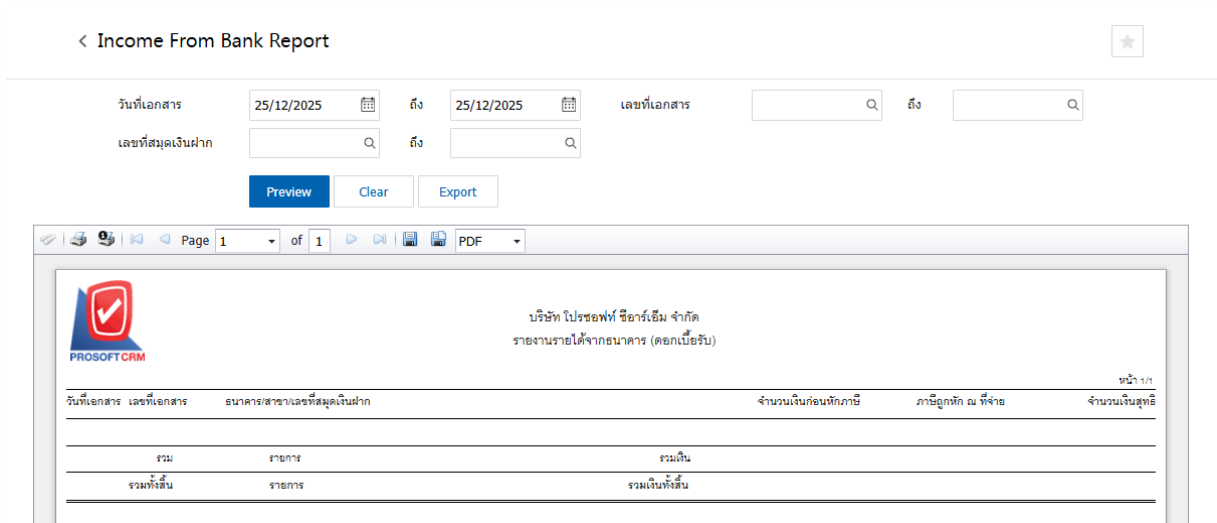 < Income From Bank Report
วันที่เอกสาร 25/12/2025 ถึง 25/12/2025 เลขที่เอกสาร ถึง
เลขที่สมุดเงินฝาก ถึง
Preview Clear Export
Page 1 of 1 PDF
PROSOFT CRM
บริษัท โปรซอฟท์ ซีอาร์เอ็ม จำกัด
รายงานรายได้จากธนาคาร (ดอกเบี้ยรับ)
หน้า 1/1
วันที่เอกสาร เลขที่เอกสาร ธนาคาร/สาขา/เลขที่สมุดเงินฝาก จำนวนเงินก่อนหักภาษี ภาษีถูกหัก ณ ที่จ่าย จำนวนเงินสุทธิ
รวม รายการ รวมเงิน
รวมทั้งสิ้น รายการ รวมเงินทั้งสิ้น